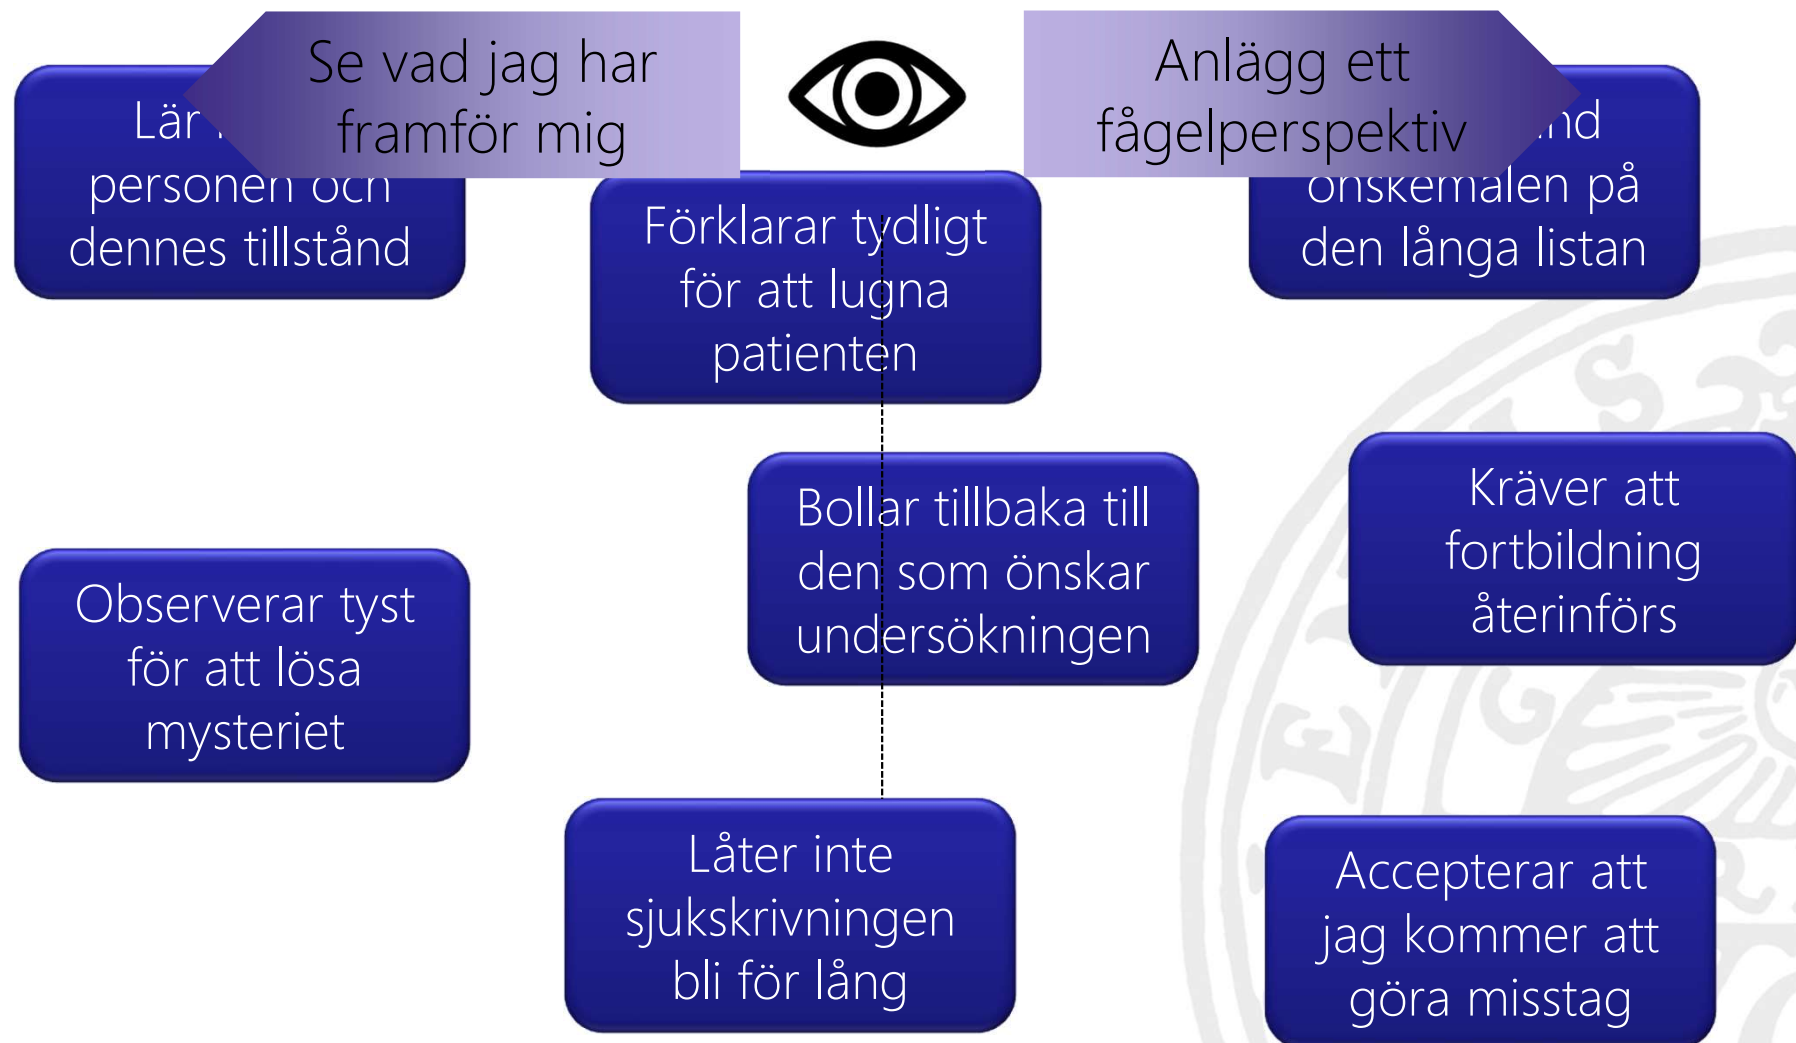 Se vad jag har
framför mig
Anlägg ett
fågelperspektiv
Lär
personen och
dennes tillstånd
Förklarar tydligt
för att lugna
patienten
önskemålen på
den långa listan
Bollar tillbaka till
den som önskar
undersökningen
Kräver att
fortbildning
återinförs
Observerar tyst
för att lösa
mysteriet
Låter inte
sjukskrivningen
bli för lång
Accepterar att
jag kommer att
göra misstag